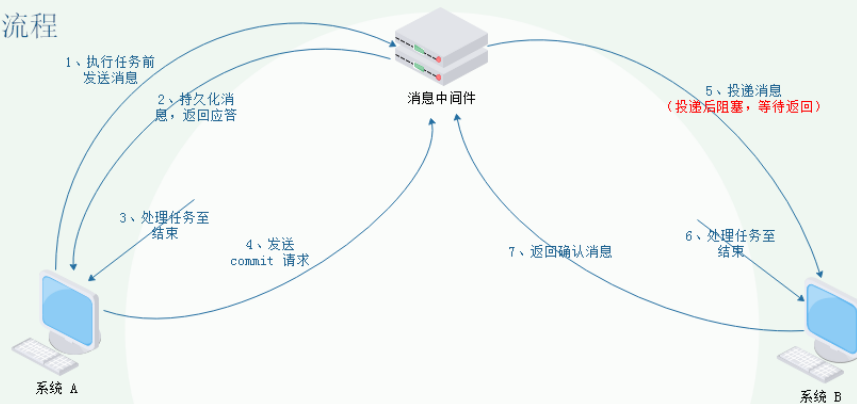 流程
1、执行任务前
发送消息
2、持久化消
息，返回应答
消息中间件
5、投递消息
（投递后阻塞，等待返回）
3、处理任务至
结束
4、发送
commit 请求
7、返回确认消息
6、处理任务至
结束
系统 A
系统 B